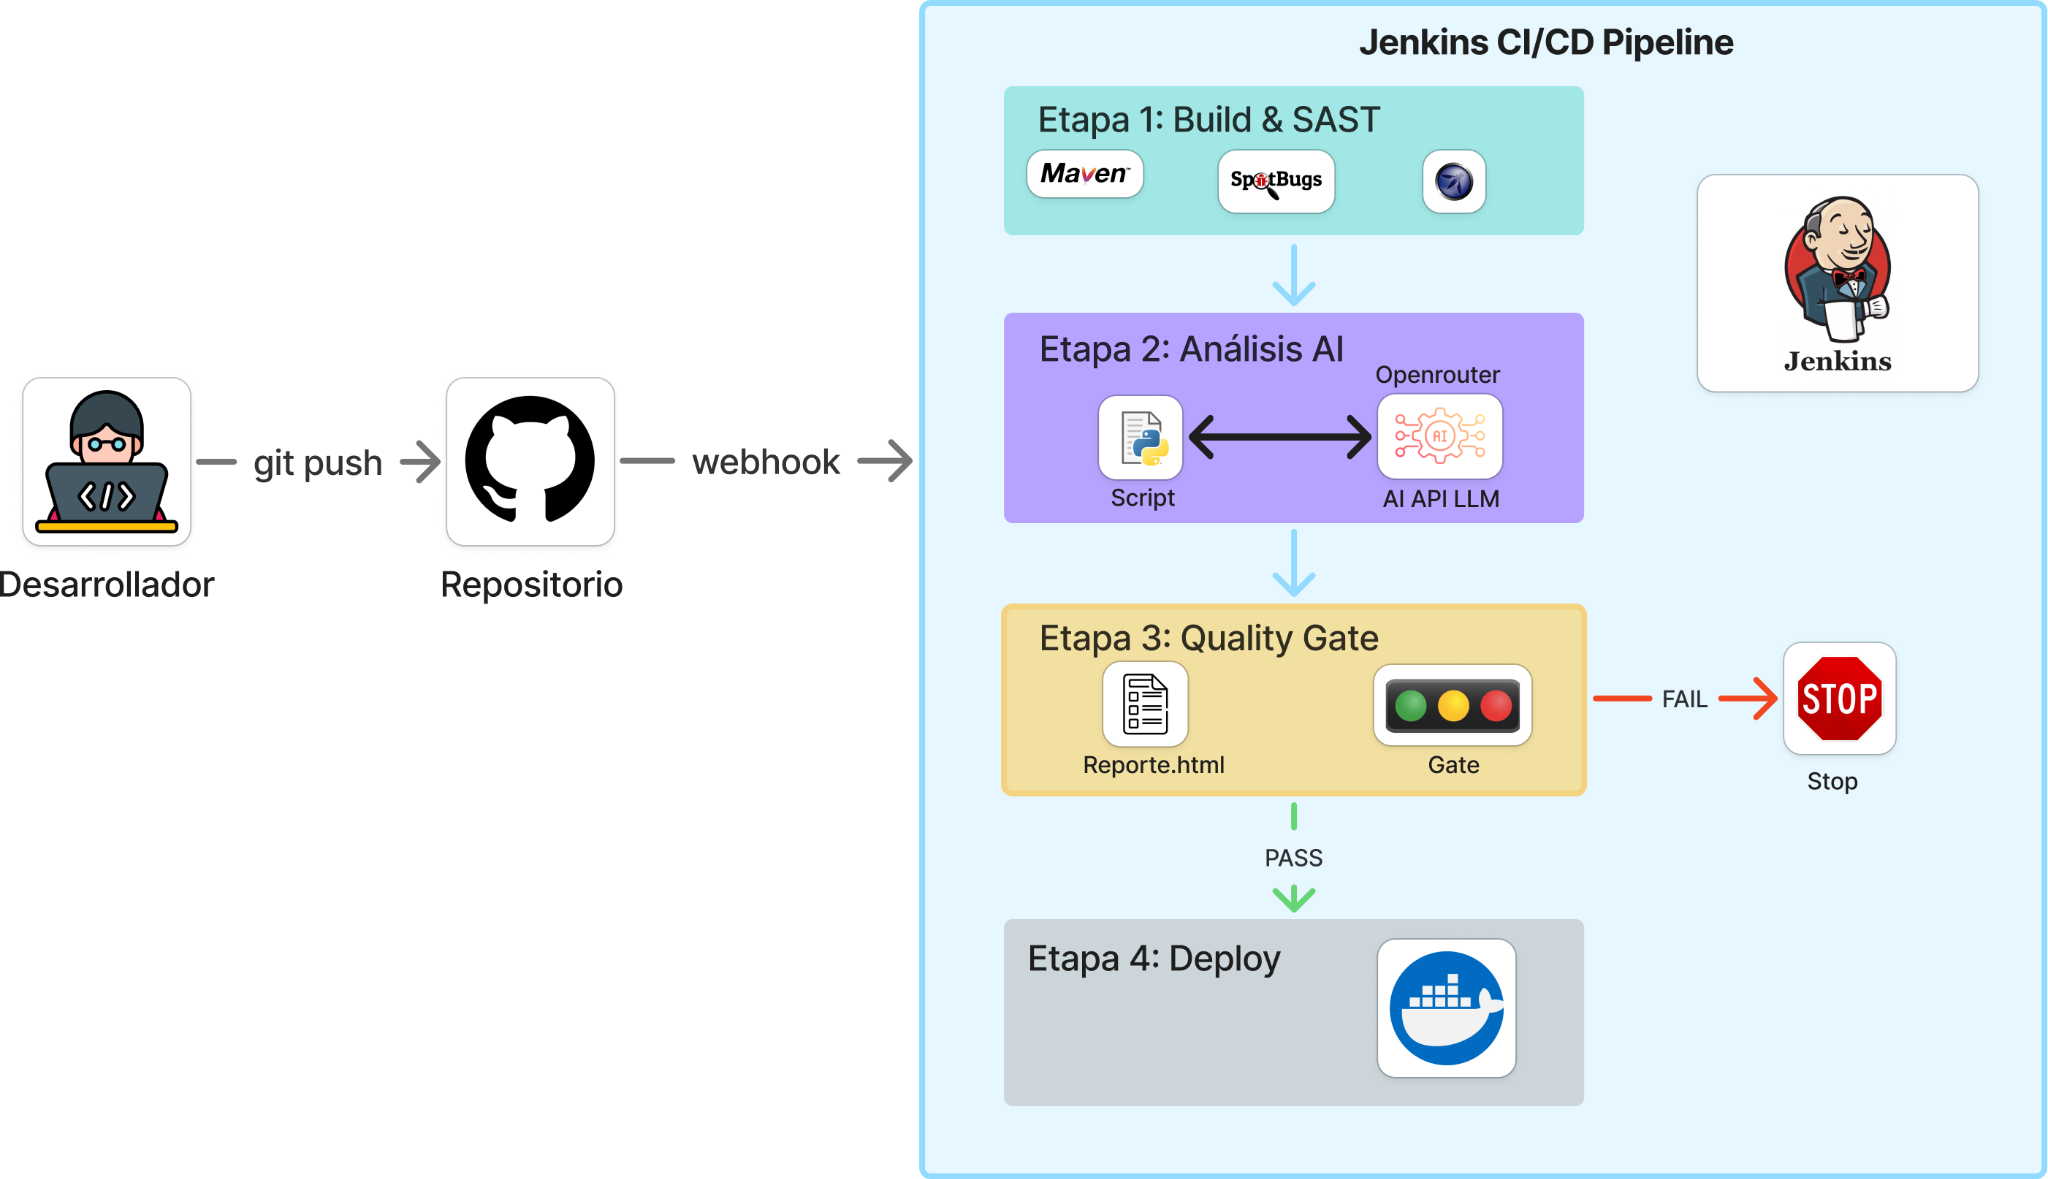 Jenkins CI/CD Pipeline
Etapa 1: Build & SAST
Maven™
SpotBugs
Jenkins
Etapa 2: Análisis AI
Openrouter
AI
Script
AI API LLM
</>
git push
webhook
Desarrollador
Repositorio
Etapa 3: Quality Gate
Reporte.html
Gate
FAIL
STOP
Stop
PASS
Etapa 4: Deploy